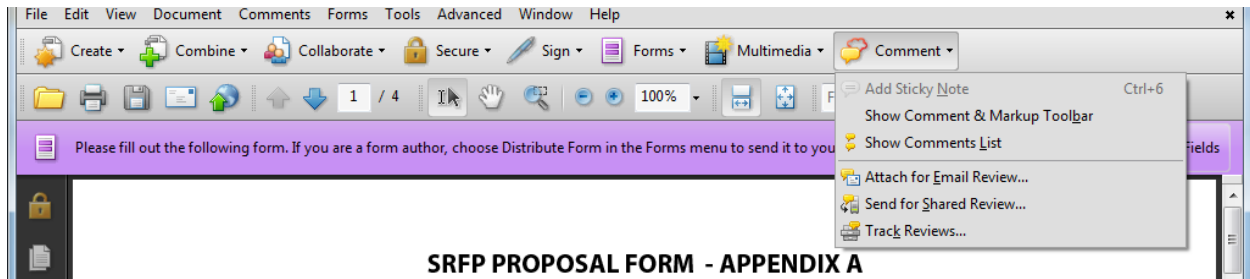 File Edit View Document Comments Forms Tools Advanced Window Help
Create Combine Collaborate Secure Sign Forms Multimedia Comment
1 / 4 100% F
Add Sticky Note Ctrl+6
Show Comment & Markup Toolbar
Please fill out the following form. If you are a form author, choose Distribute Form in the Forms menu to send it to you Show Comments List ields
Attach for Email Review...
Send for Shared Review...
Track Reviews...
SRFP PROPOSAL FORM - APPENDIX A